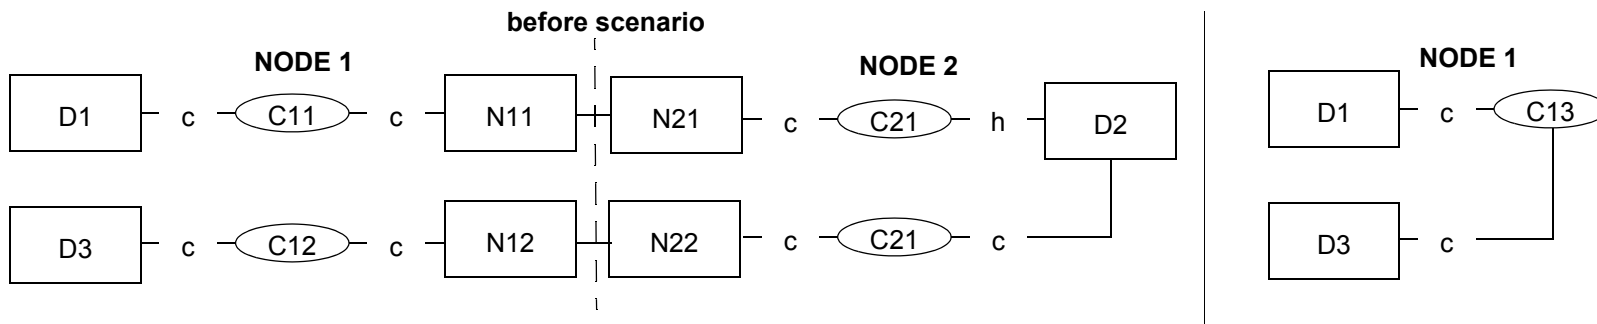 before scenario
NODE 1 NODE 2 NODE 1
D1 c C11 c N11 N21 c C21 h D2 D1 c C13
D3 c C12 c N12 N22 c C21 c D3 c